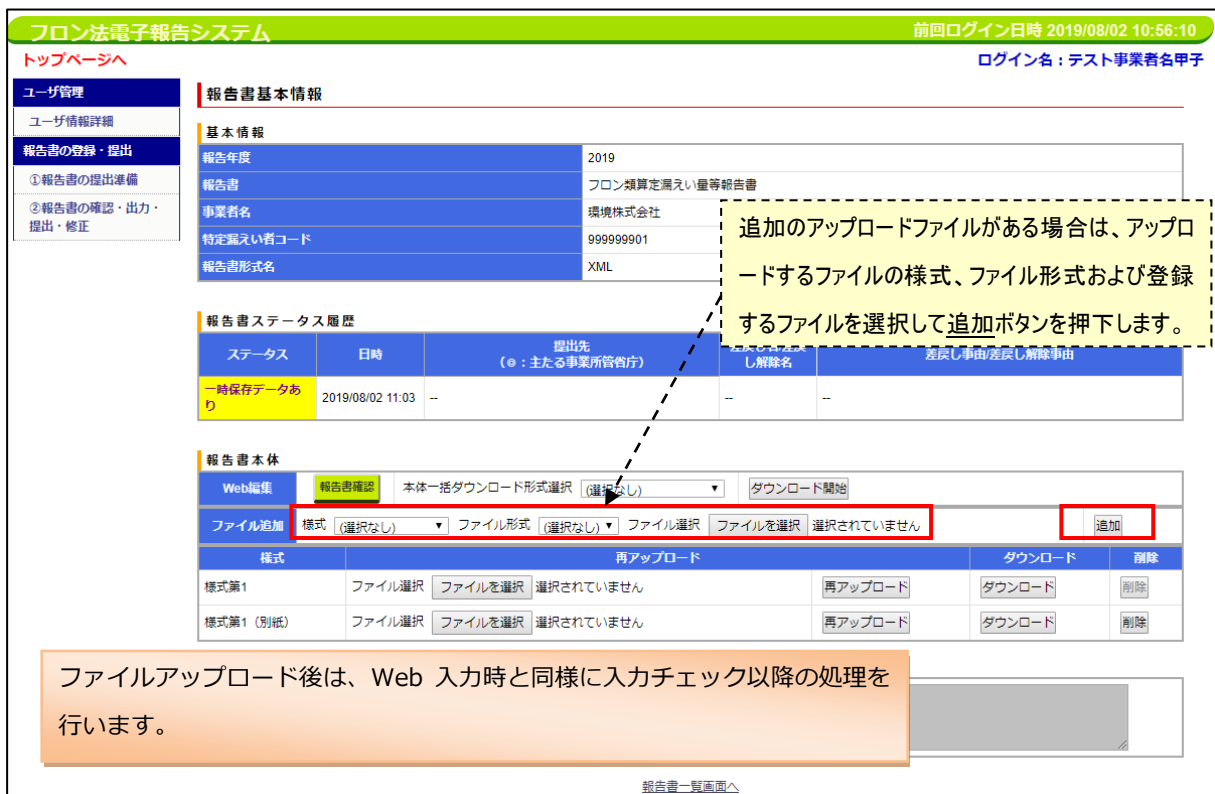 フロン法電子報告システム
前回ログイン日時 2019/08/02 10:56:10
トップページへ
ログイン名：テスト事業者名甲子
ユーザ管理
ユーザ情報詳細
報告書の登録・提出
①報告書の提出準備
②報告書の確認・出力・
提出・修正
報告書基本情報
基本情報
報告年度 2019
報告書 フロン類算定漏えい量等報告書
事業者名 環境株式会社
特定漏えい者コード 999999901
報告書形式名 XML
追加のアップロードファイルがある場合は、アップロ
ードするファイルの様式、ファイル形式および登録
するファイルを選択して追加ボタンを押下します。
報告書ステータス履歴
ステータス 日時 提出先
（◎：主たる事業所管省庁）
し解除名
差戻し事由/差戻し解除事由
一時保存データあ
り
2019/08/02 11:03 -- -- --
報告書本体
Web編集 報告書確認 本体一括ダウンロード形式選択 (選択なし) ダウンロード開始
ファイル追加 様式 (選択なし) ファイル形式 (選択なし) ファイル選択 ファイルを選択 選択されていません 追加
様式 再アップロード ダウンロード 削除
様式第1 ファイル選択 ファイルを選択 選択されていません 再アップロード ダウンロード 削除
様式第1（別紙） ファイル選択 ファイルを選択 選択されていません 再アップロード ダウンロード 削除
ファイルアップロード後は、Web 入力時と同様に入力チェック以降の処理を
行います。
報告書一覧画面へ